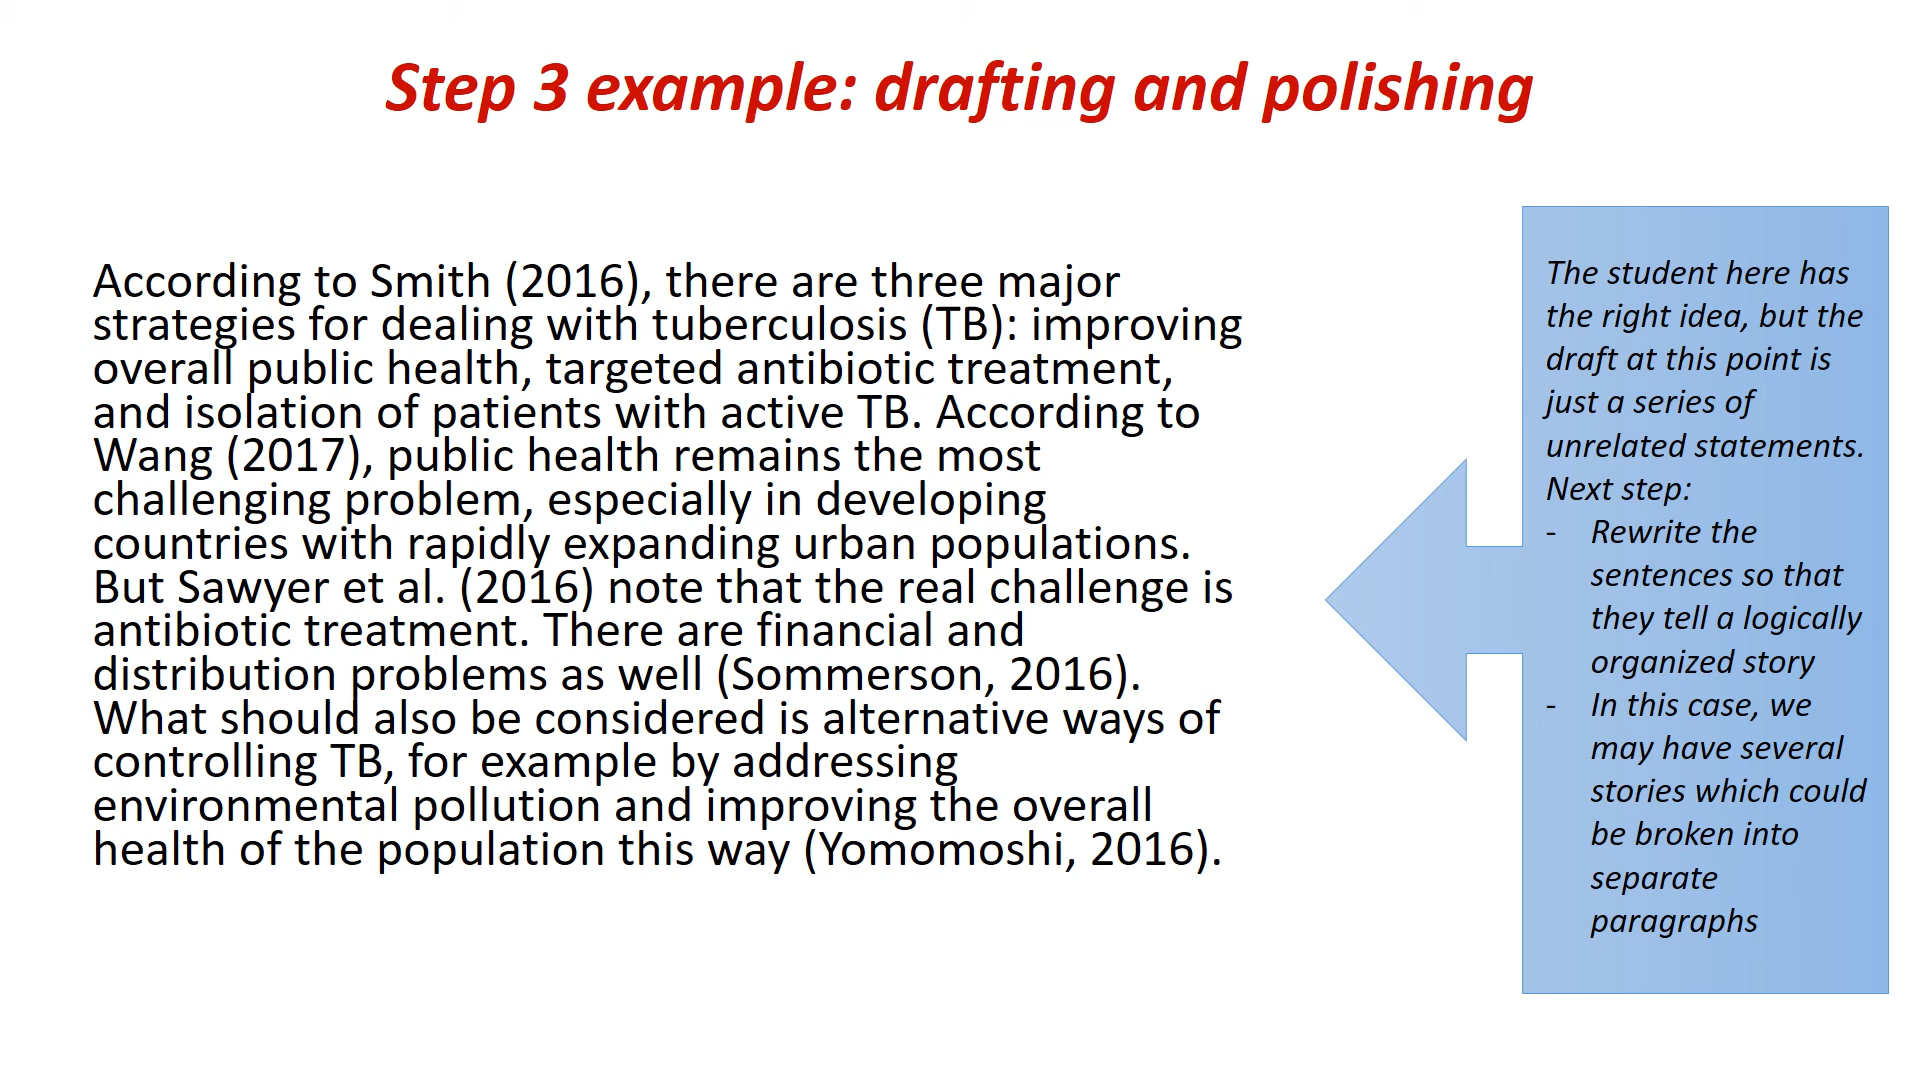 Step 3 example: drafting and polishing
According to Smith (2016), there are three major
strategies for dealing with tuberculosis (TB): improving
overall public health, targeted antibiotic treatment,
and isolation of patients with active TB. According to
Wang (2017), public health remains the most
challenging problem, especially in developing
countries with rapidly expanding urban populations.
But Sawyer et al. (2016) note that the real challenge is
antibiotic treatment. There are financial and
distribution problems as well (Sommerson, 2016).
What should also be considered is alternative ways of
controlling TB, for example by addressing
environmental pollution and improving the overall
health of the population this way (Yomomoshi, 2016).
The student here has
the right idea, but the
draft at this point is
just a series of
unrelated statements.
Next step:
- Rewrite the
sentences so that
they tell a logically
organized story
- In this case, we
may have several
stories which could
be broken into
separate
paragraphs